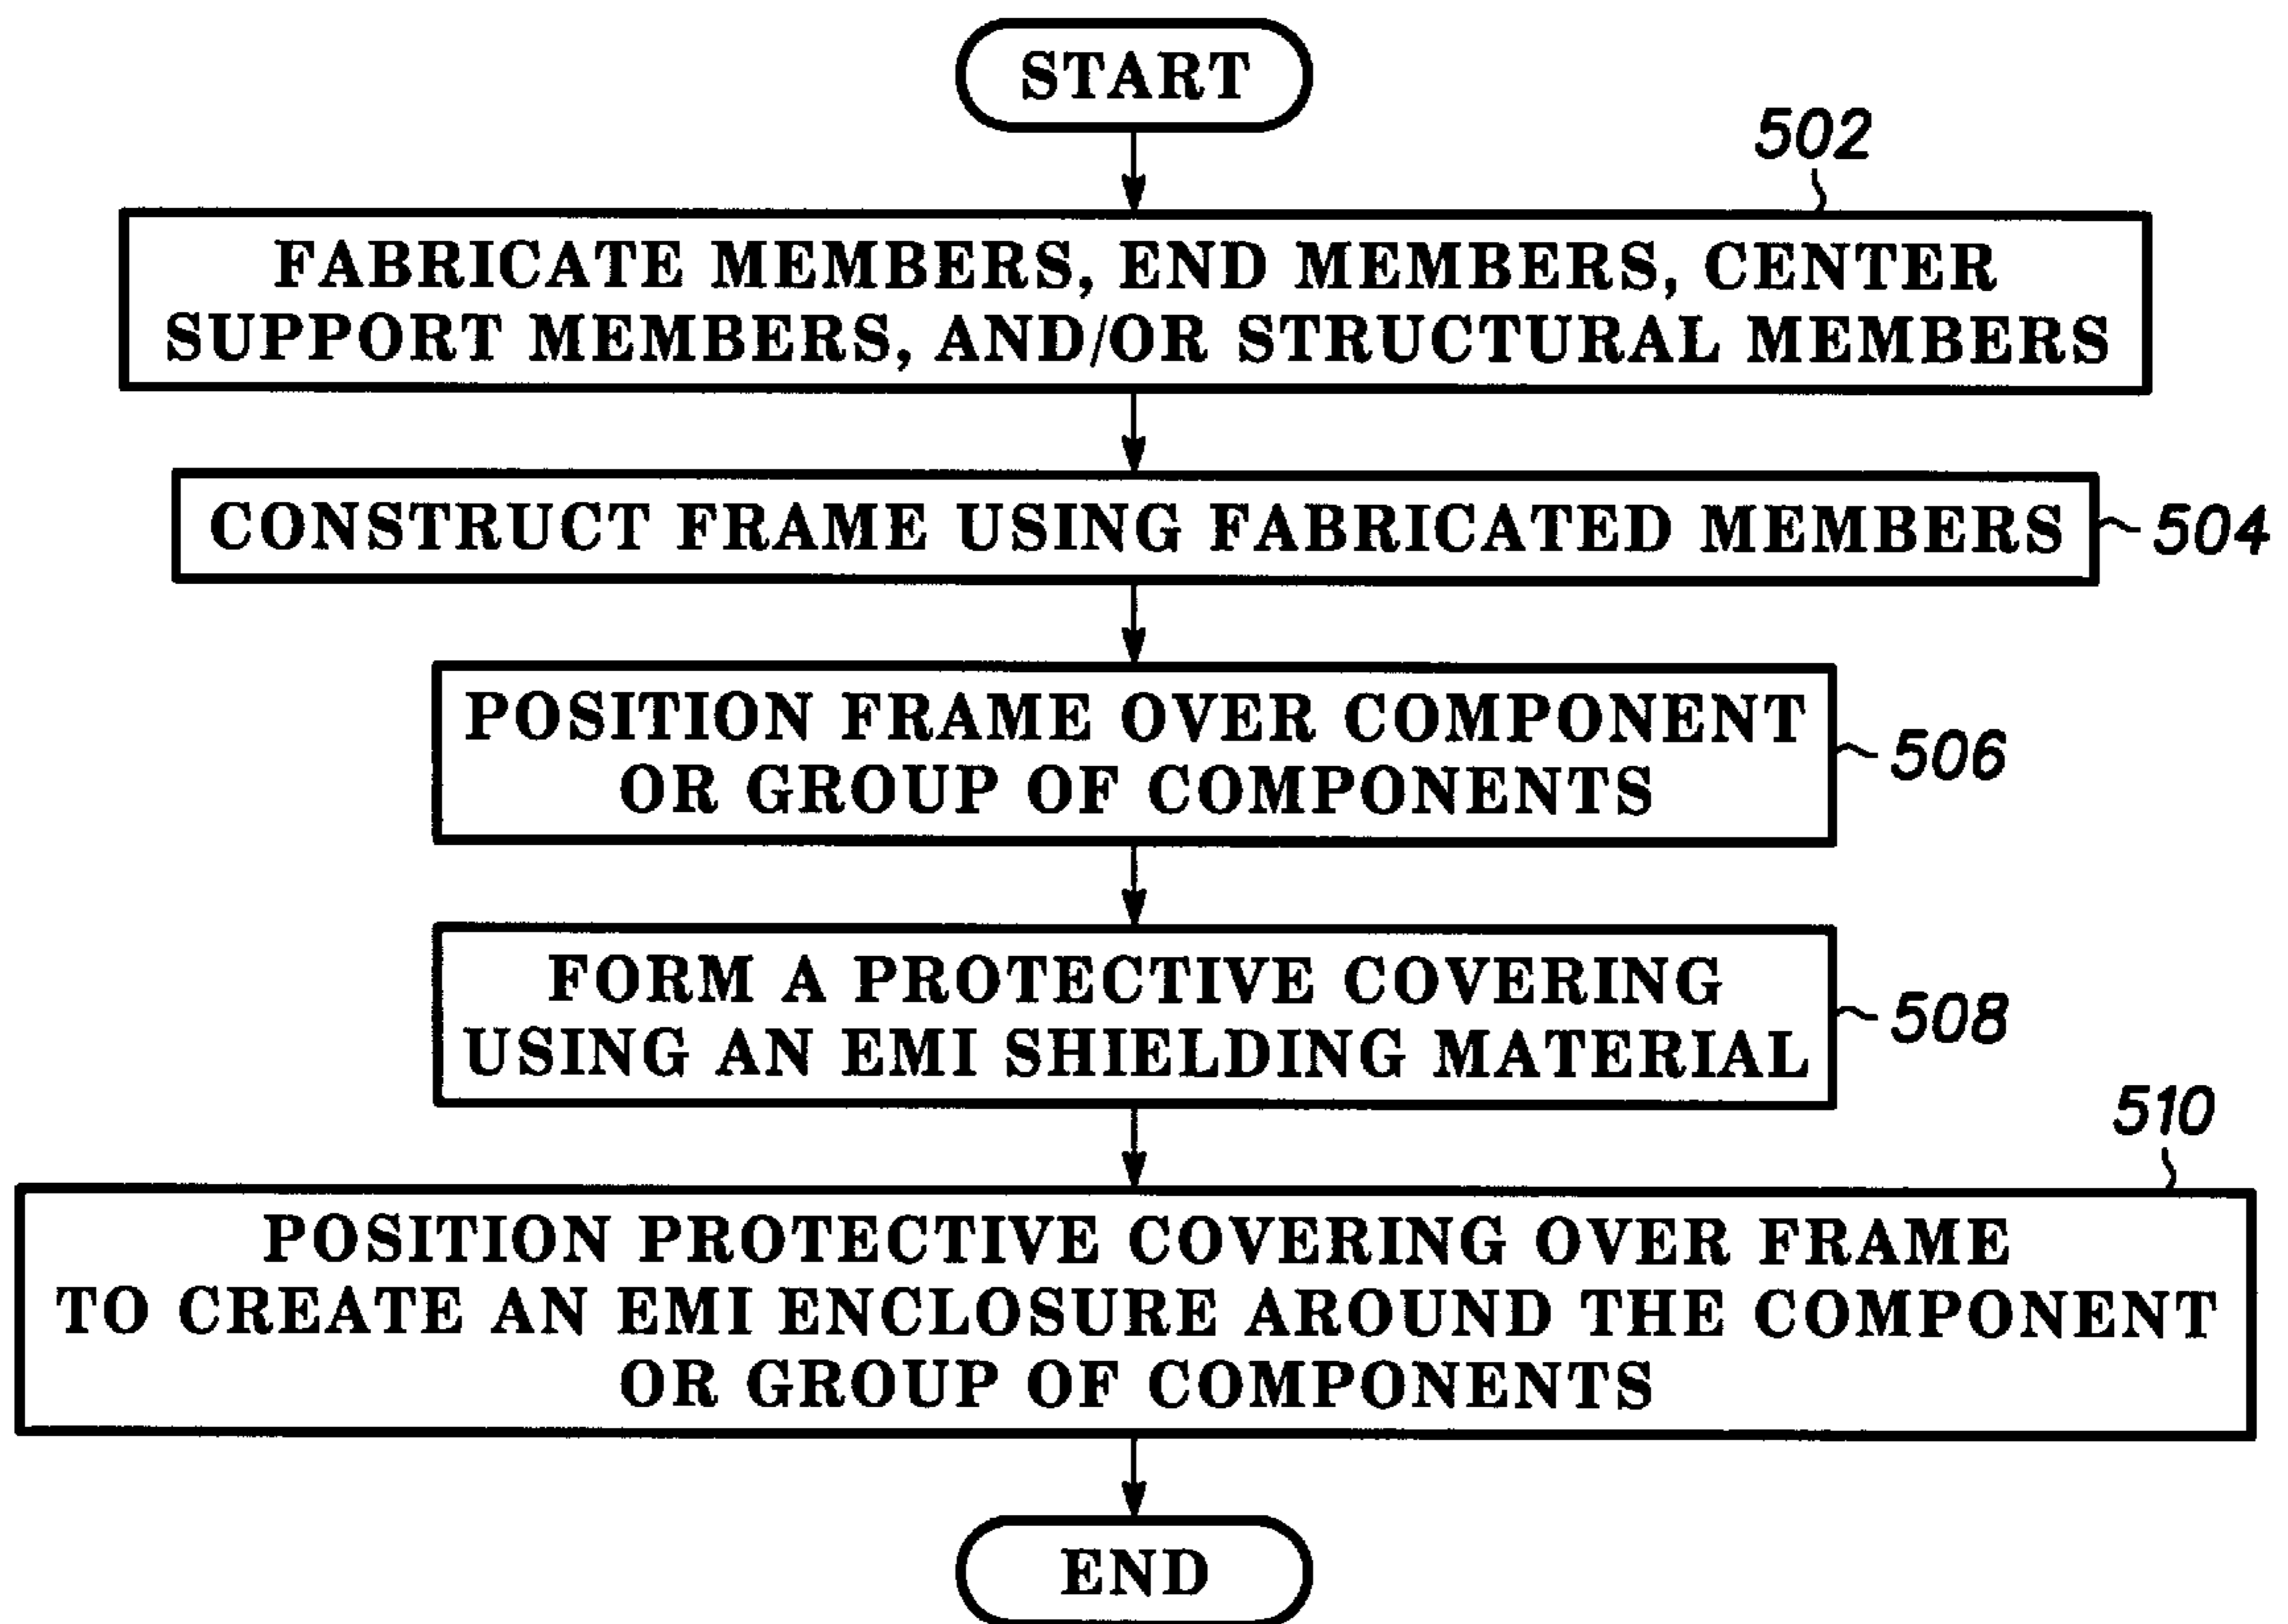 START
502
FABRICATE MEMBERS, END MEMBERS, CENTER
SUPPORT MEMBERS, AND/OR STRUCTURAL MEMBERS
CONSTRUCT FRAME USING FABRICATED MEMBERS
504
POSITION FRAME OVER COMPONENT
OR GROUP OF COMPONENTS
506
FORM A PROTECTIVE COVERING
USING AN EMI SHIELDING MATERIAL
508
510
POSITION PROTECTIVE COVERING OVER FRAME
TO CREATE AN EMI ENCLOSURE AROUND THE COMPONENT
OR GROUP OF COMPONENTS
END